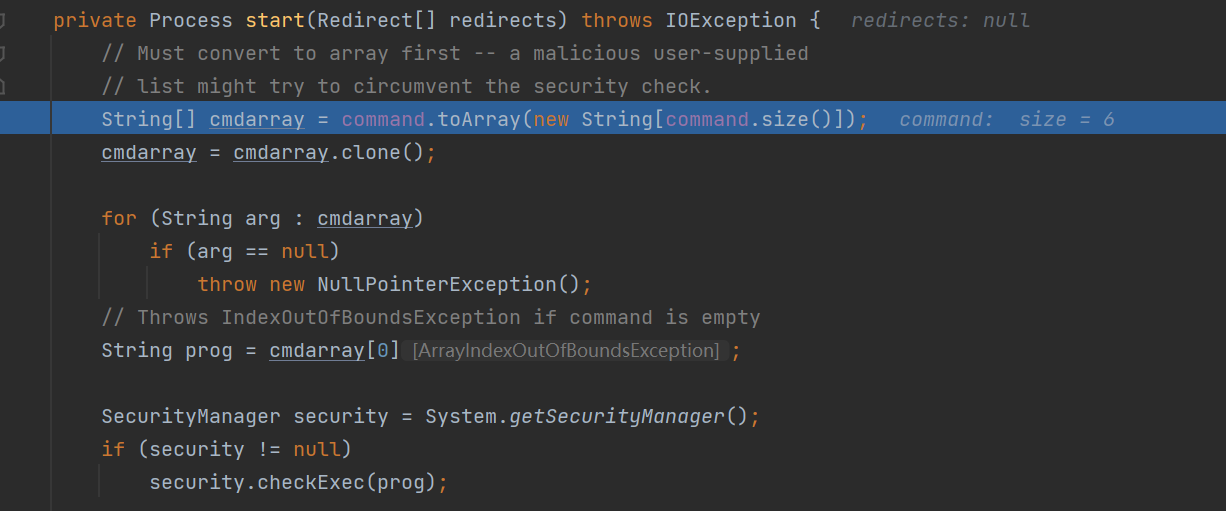 private Process start(Redirect[] redirects) throws IOException {   redirects: null
    // Must convert to array first -- a malicious user-supplied
    // list might try to circumvent the security check.
    String[] cmdarray = command.toArray(new String[command.size()]);   command:  size = 6
    cmdarray = cmdarray.clone();

    for (String arg : cmdarray)
        if (arg == null)
            throw new NullPointerException();
    // Throws IndexOutOfBoundsException if command is empty
    String prog = cmdarray[0] [ArrayIndexOutOfBoundsException] ;

    SecurityManager security = System.getSecurityManager();
    if (security != null)
        security.checkExec(prog);